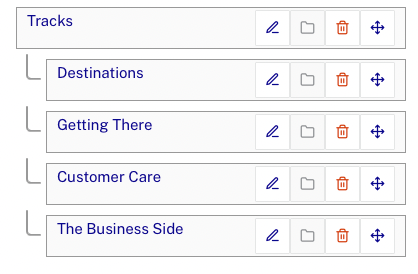 Tracks
Destinations
Getting There
Customer Care
The Business Side